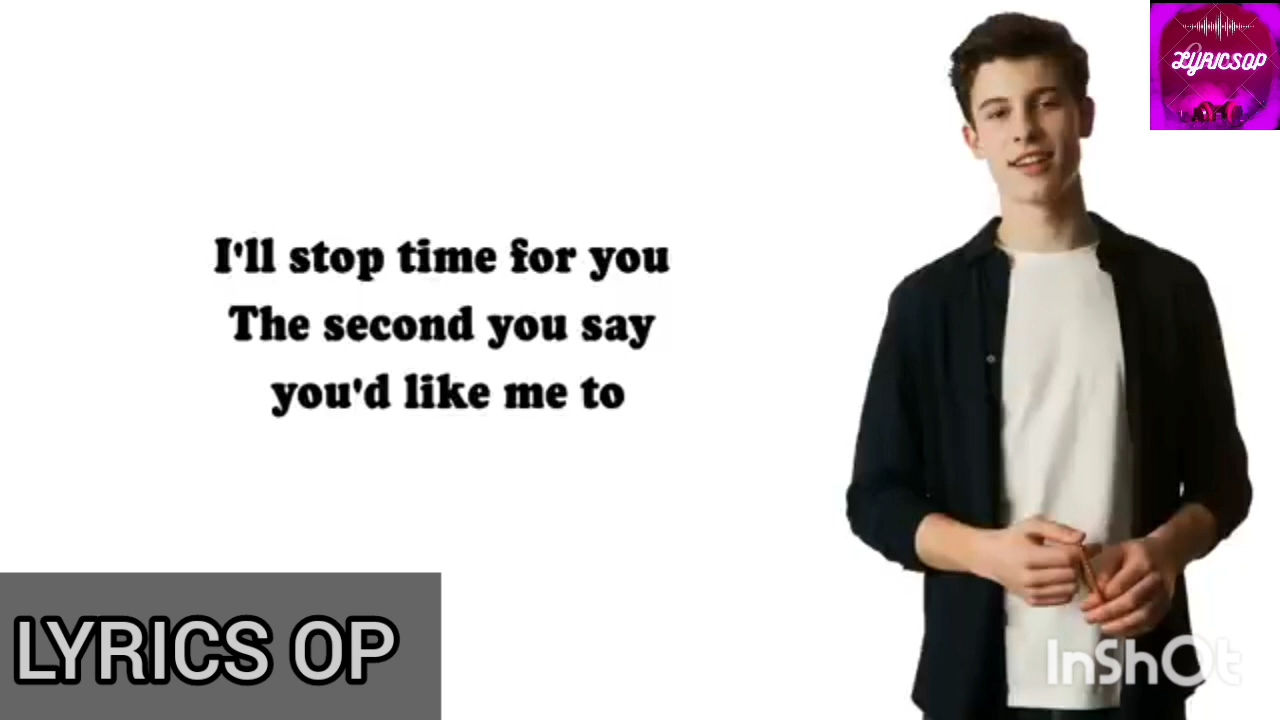 LYRICSOP
I'll stop time for you
The second you say
you'd like me to
LYRICS OP
InShOt